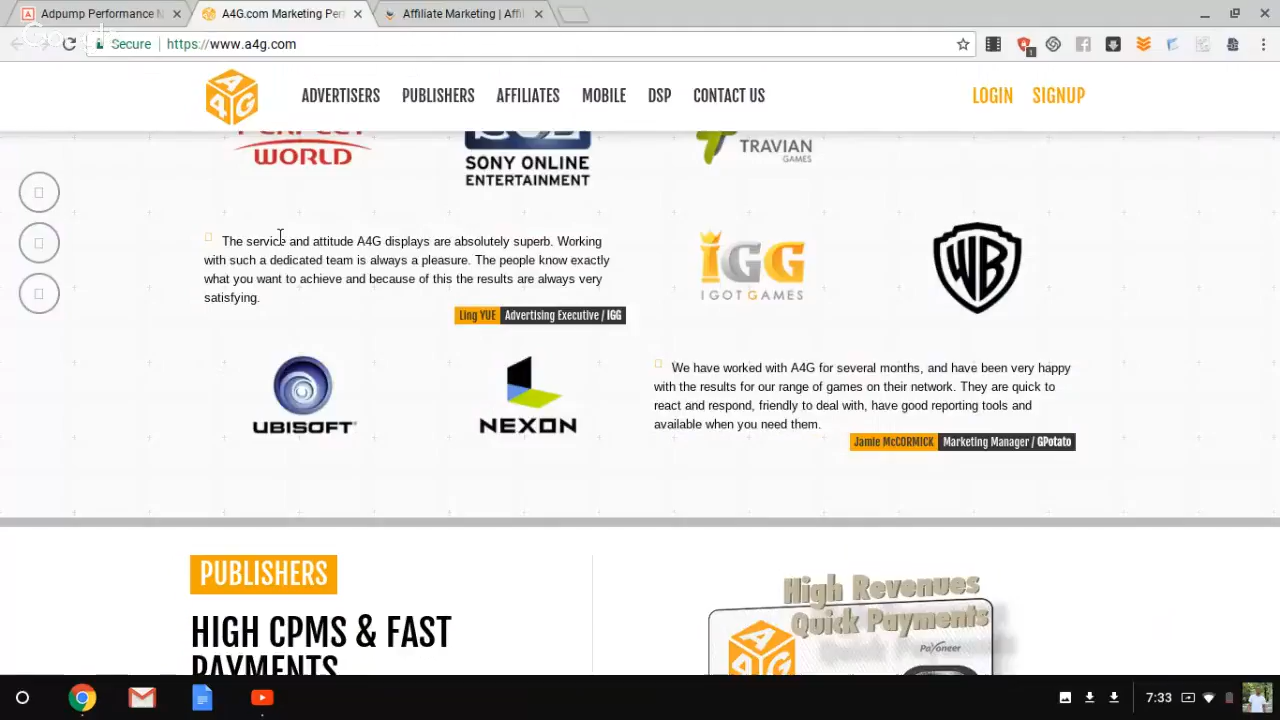 Adpump Performance M
A4G.com Marketing Per
Affiliate Marketing | Affil
Secure
https://www.a4g.com
A4G
ADVERTISERS PUBLISHERS AFFILIATES MOBILE DSP CONTACT US
LOGIN SIGNUP
PERFECT
WORLD
SONY ONLINE
ENTERTAINMENT
TRAVIAN
GAMES
The service and attitude A4G displays are absolutely superb. Working
with such a dedicated team is always a pleasure. The people know exactly
what you want to achieve and because of this the results are always very
satisfying.
Ling YUE Advertising Executive / IGG
IGG
IGOTGAMES
WB
UBISOFT
NEXON
We have worked with A4G for several months, and have been very happy
with the results for our range of games on their network. They are quick to
react and respond, friendly to deal with, have good reporting tools and
available when you need them.
Jamie McCORMICK Marketing Manager / GPotato
PUBLISHERS
HIGH CPMS & FAST
PAYMENTS
High Revenues
Quick Payments
A4G
Payoneer
7:33